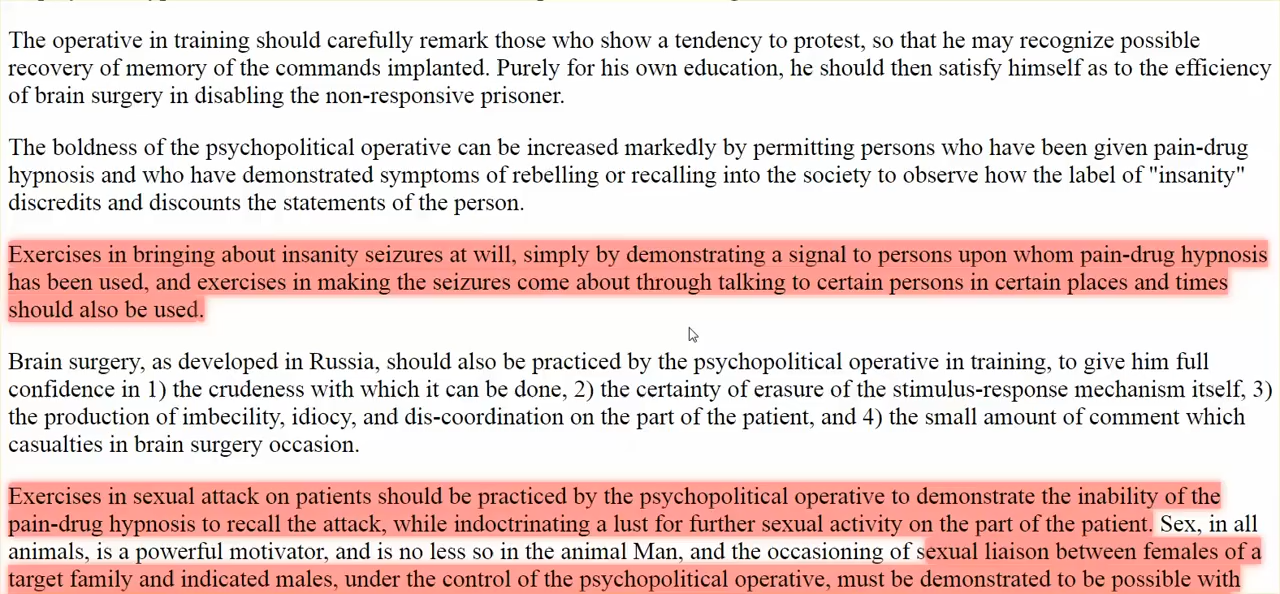 The operative in training should carefully remark those who show a tendency to protest, so that he may recognize possible
recovery of memory of the commands implanted. Purely for his own education, he should then satisfy himself as to the efficiency
of brain surgery in disabling the non-responsive prisoner.
The boldness of the psychopolitical operative can be increased markedly by permitting persons who have been given pain-drug
hypnosis and who have demonstrated symptoms of rebelling or recalling into the society to observe how the label of "insanity"
discredits and discounts the statements of the person.
Exercises in bringing about insanity seizures at will, simply by demonstrating a signal to persons upon whom pain-drug hypnosis
has been used, and exercises in making the seizures come about through talking to certain persons in certain places and times
should also be used.
Brain surgery, as developed in Russia, should also be practiced by the psychopolitical operative in training, to give him full
confidence in 1) the crudeness with which it can be done, 2) the certainty of erasure of the stimulus-response mechanism itself, 3)
the production of imbecility, idiocy, and dis-coordination on the part of the patient, and 4) the small amount of comment which
casualties in brain surgery occasion.
Exercises in sexual attack on patients should be practiced by the psychopolitical operative to demonstrate the inability of the
pain-drug hypnosis to recall the attack, while indoctrinating a lust for further sexual activity on the part of the patient. Sex, in all
animals, is a powerful motivator, and is no less so in the animal Man, and the occasioning of sexual liaison between females of a
target family and indicated males, under the control of the psychopolitical operative, must be demonstrated to be possible with